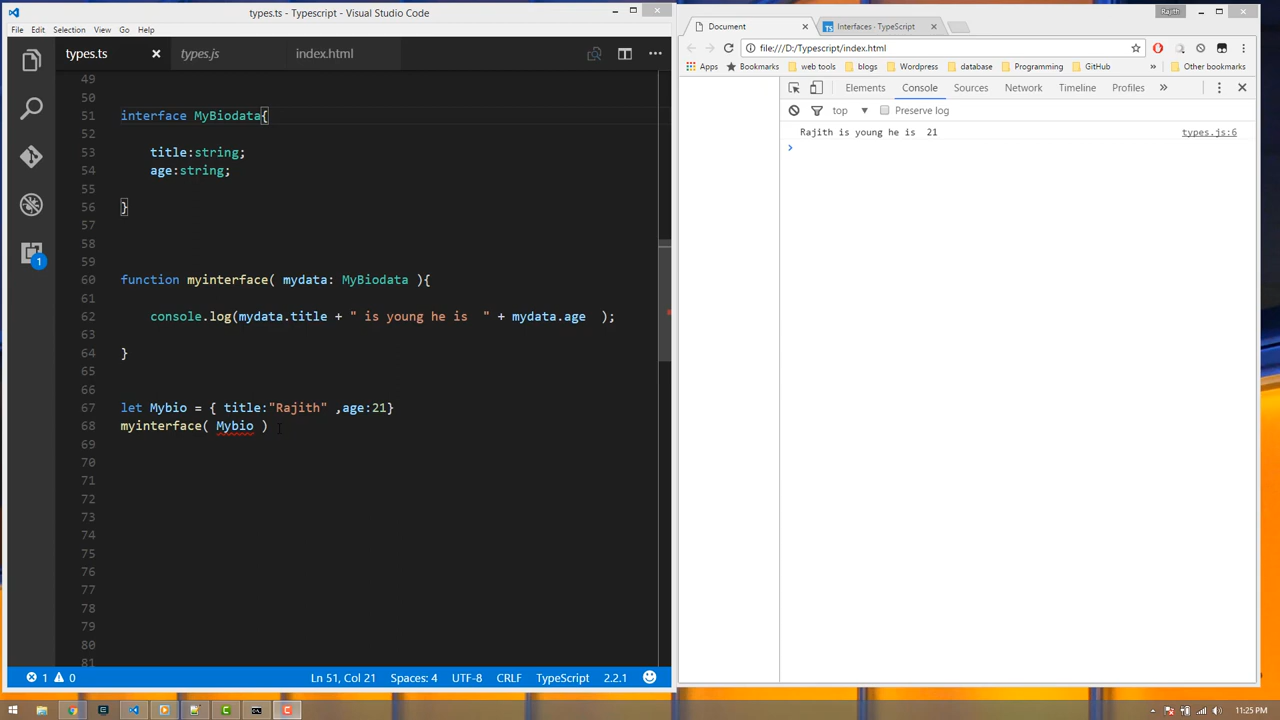 types.ts - Typescript - Visual Studio Code
File Edit Selection View Go Help
types.ts types.js index.html
49
50
51 interface MyBiodata{
52
53 title:string;
54 age:string;
55
56 }
57
58
59
60 function myinterface( mydata: MyBiodata ){
61
62 console.log(mydata.title + " is young he is  " + mydata.age  );
63
64 }
65
66
67 let Mybio = { title:"Rajith" ,age:21}
68 myinterface( Mybio )
69
70
71
72
73
74
75
76
77
78
79
80
81
1
1 0 Ln 51, Col 21 Spaces: 4 UTF-8 CRLF TypeScript 2.2.1
Rajith
Document TS Interfaces - TypeScript
file:///D:/Typescript/index.html
Apps Bookmarks web tools blogs Wordpress database Programming GitHub » Other bookmarks
Elements Console Sources Network Timeline Profiles »
top Preserve log
Rajith is young he is  21 types.js:6
11:25 PM